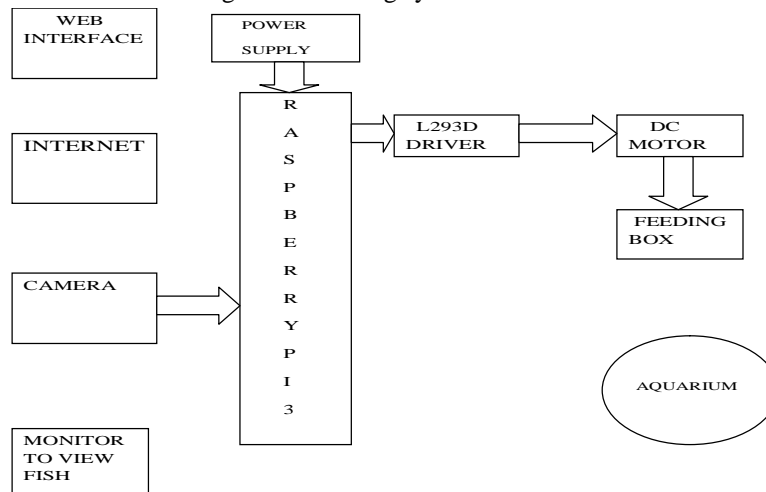 WEB
INTERFACE
POWER
SUPPLY
R
A
S
P
B
E
R
R
Y
P
I
3
L293D
DRIVER
DC
MOTOR
INTERNET
FEEDING
BOX
CAMERA
AQUARIUM
MONITOR
TO VIEW
FISH